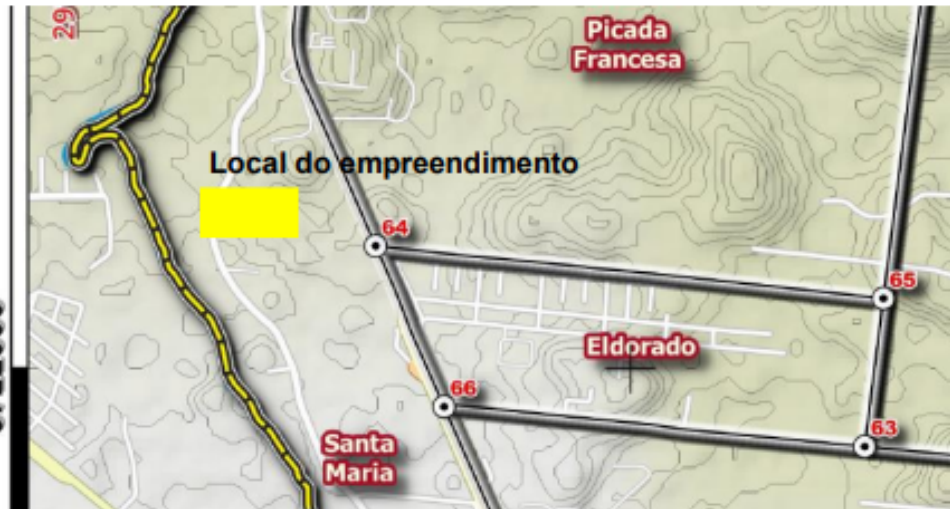 29
Picada
Francesa
Local do empreendimento
64
65
Eldorado
66
63
Santa
Maria